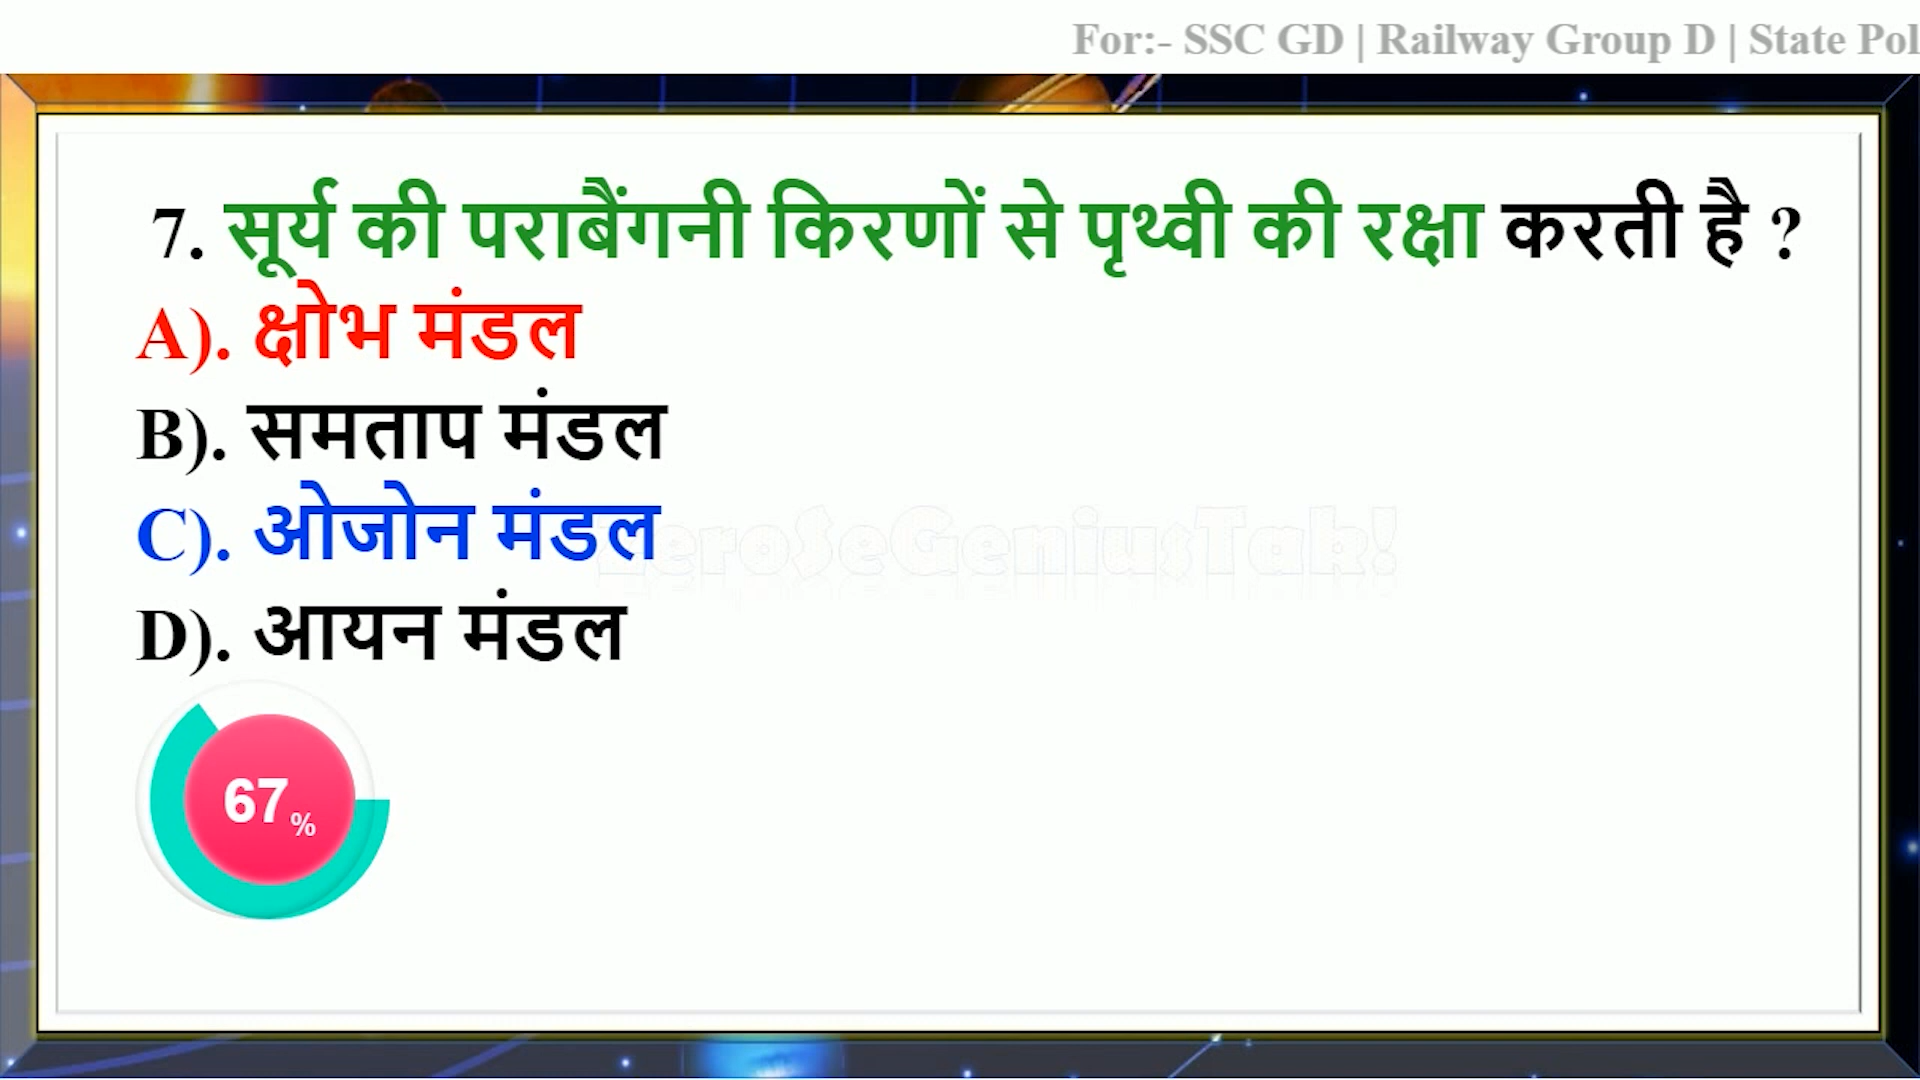 For:- SSC GD | Railway Group D | State Pol
7. सूर्य की पराबैंगनी किरणों से पृथ्वी की रक्षा करती है ?
A). क्षोभ मंडल
B). समताप मंडल
C). ओजोन मंडल
ZeroSeGeniusTak!
D). आयन मंडल
67%